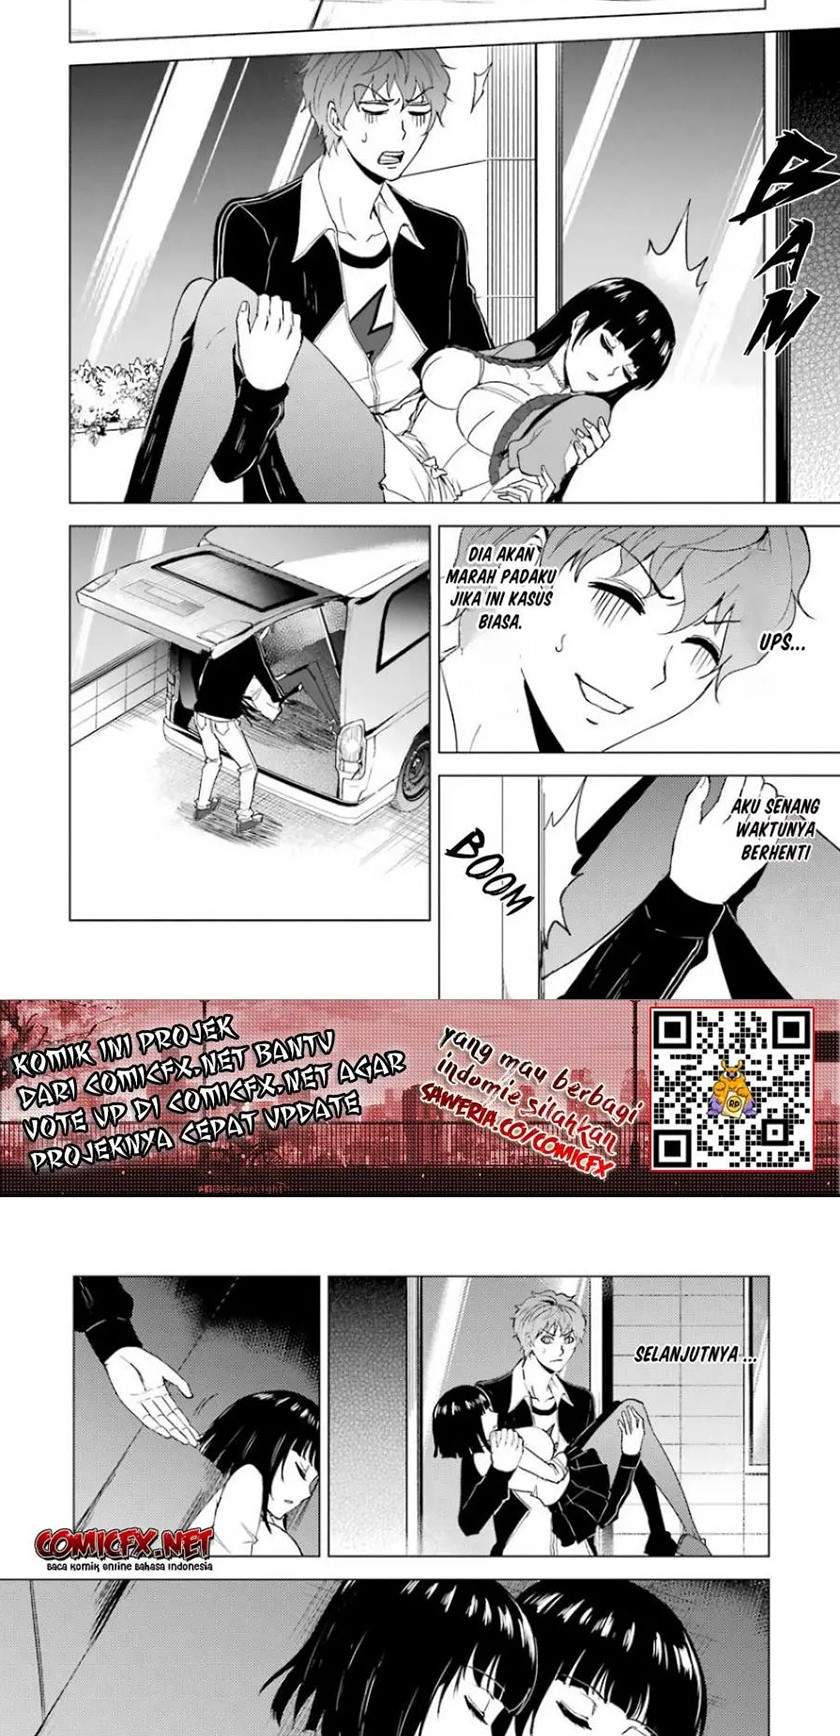 BAM
UPS...
DIA AKAN
MARAH PADAKU
JIKA INI KASUS
BIASA.
AKU SENANG
WAKTUNYA
BERHENTI
BOOM
KOMIK INI PROJEK
DARI COMICFX.NET BANTU
VOTE UP DI COMICFX.NET AGAR
PROJEKNYA CEPAT UPDATE
yang mau berbagi
indomie silahkan
SAWERIA.CO/COMICFX
RP
SELANJUTNYA ...
COMICFX.NET
Baca Komik Online Bahasa Indonesia